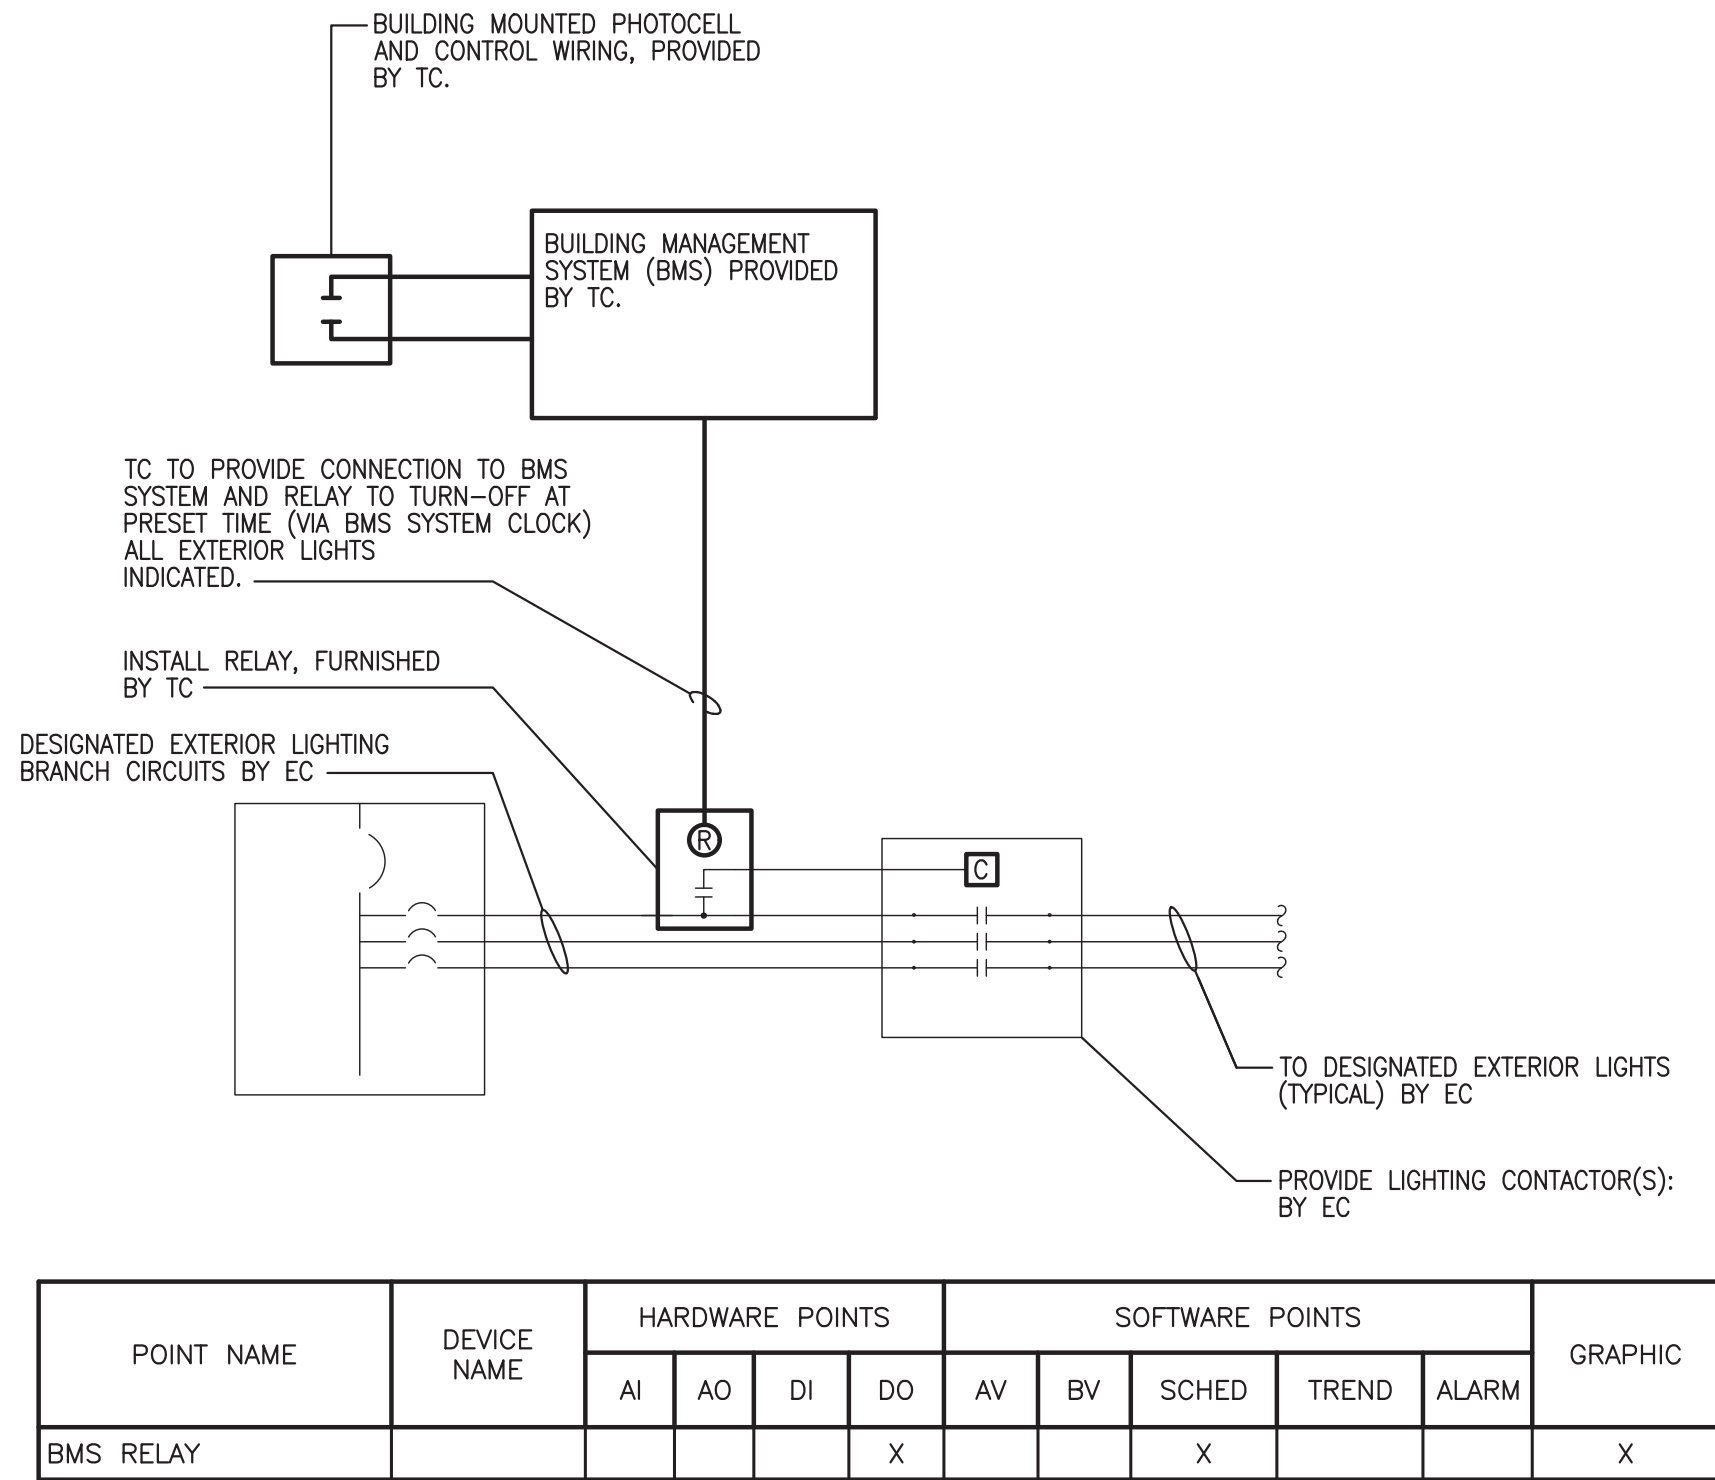 BUILDING MOUNTED PHOTOCELL
AND CONTROL WIRING, PROVIDED
BY TC.
BUILDING MANAGEMENT
SYSTEM (BMS) PROVIDED
BY TC.
TC TO PROVIDE CONNECTION TO BMS
SYSTEM AND RELAY TO TURN-OFF AT
PRESET TIME (VIA BMS SYSTEM CLOCK)
ALL EXTERIOR LIGHTS
INDICATED.
INSTALL RELAY, FURNISHED
BY TC
DESIGNATED EXTERIOR LIGHTING
BRANCH CIRCUITS BY EC
R
C
TO DESIGNATED EXTERIOR LIGHTS
(TYPICAL) BY EC
PROVIDE LIGHTING CONTACTOR(S):
BY EC
POINT NAME
DEVICE
NAME
HARDWARE POINTS
SOFTWARE POINTS
GRAPHIC
AI AO DI DO AV BV SCHED TREND ALARM
BMS RELAY X X X